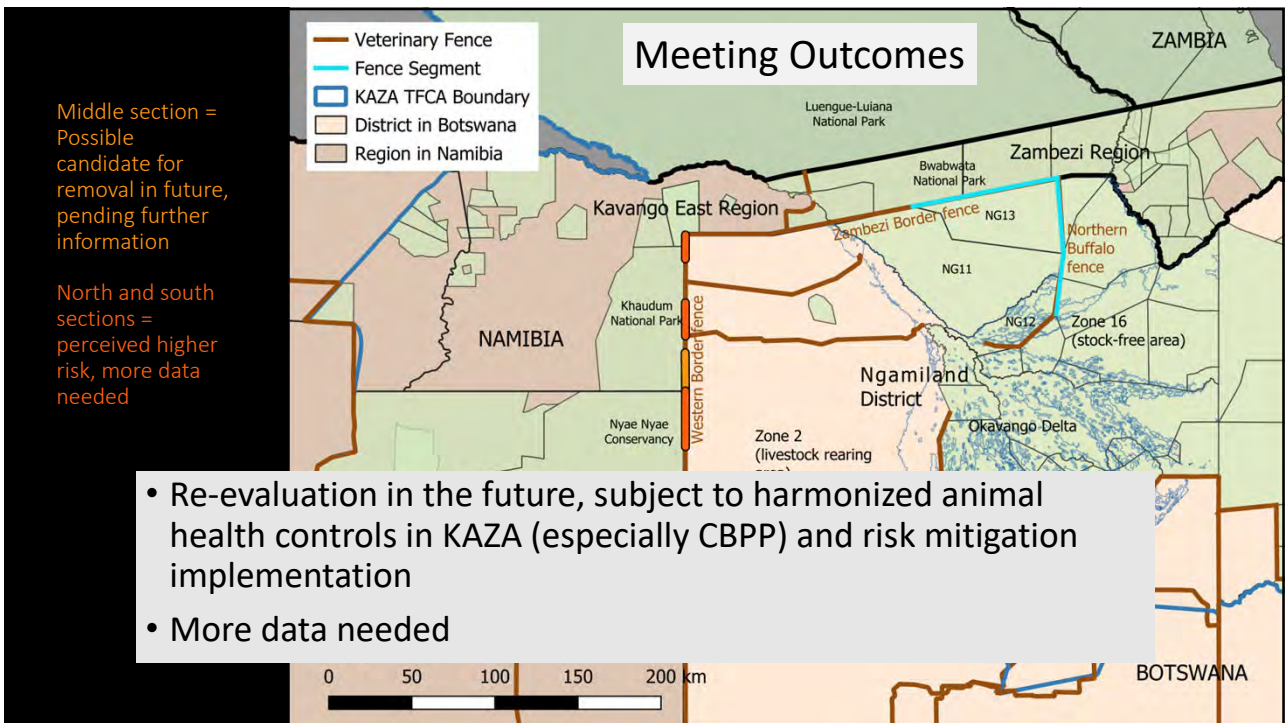 Meeting Outcomes
Veterinary Fence
Fence Segment
KAZA TFCA Boundary
District in Botswana
Region in Namibia
Middle section =
Possible
candidate for
removal in future,
pending further
information
North and south
sections =
perceived higher
risk, more data
needed
ZAMBIA
Luengue-Luiana
National Park
Zambezi Region
Bwabwata
National Park
Kavango East Region
Zambezi Border fence
NG13
Northern
Buffalo
fence
NG11
NG12
Khaudum
National Park
NAMIBIA
Western Border fence
Zone 16
(stock-free area)
Ngamiland
District
Okavango Delta
Nyae Nyae
Conservancy
Zone 2
(livestock rearing
• Re-evaluation in the future, subject to harmonized animal
health controls in KAZA (especially CBPP) and risk mitigation
implementation
• More data needed
0 50 100 150 200 km
BOTSWANA